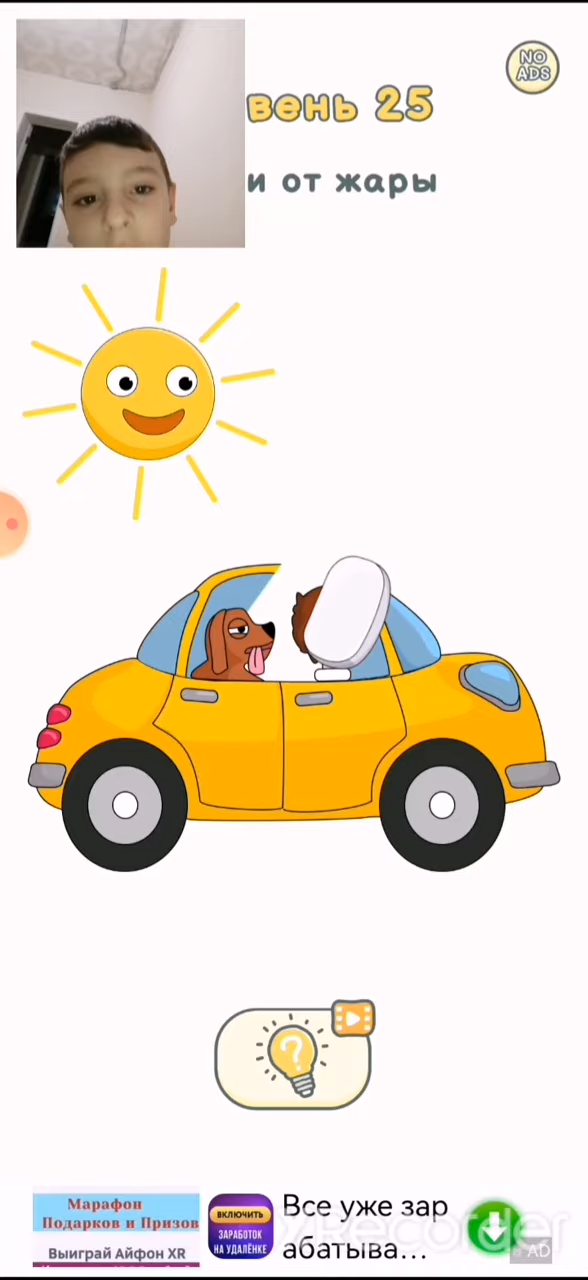 NO
ADS
вень 25
и от жары
Марафон
Подарков и Призов
Выиграй Айфон XR
ВКЛЮЧИТЬ
ЗАРАБОТОК
НА УДАЛЁНКЕ
Все уже зар
абатыва...
XRecorder
AD